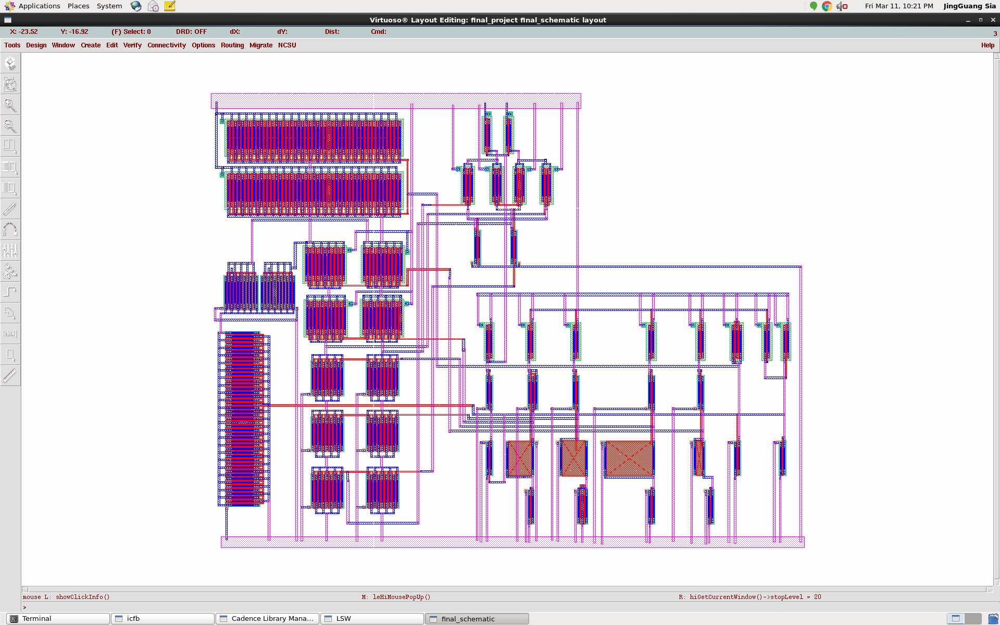 Applications Places System Fri Mar 11, 10:21 PM JingGuang Sia
Virtuoso® Layout Editing: final_project final_schematic layout
X: -23.52 Y: -16.92 (F) Select: 0 DRD: OFF dX: dY: Dist: Cmd: 3
Tools Design Window Create Edit Verify Connectivity Options Routing Migrate NCSU Help
mouse L: showClickInfo() M: leHiMousePopUp() R: hiGetCurrentWindow()->stopLevel = 20
>
Terminal icfb Cadence Library Mana... LSW final_schematic